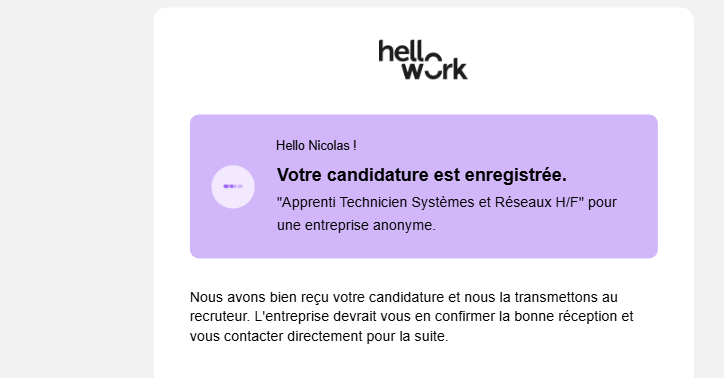 hello
work
Hello Nicolas !
Votre candidature est enregistrée.
"Apprenti Technicien Systèmes et Réseaux H/F" pour
une entreprise anonyme.
Nous avons bien reçu votre candidature et nous la transmettons au
recruteur. L'entreprise devrait vous en confirmer la bonne réception et
vous contacter directement pour la suite.